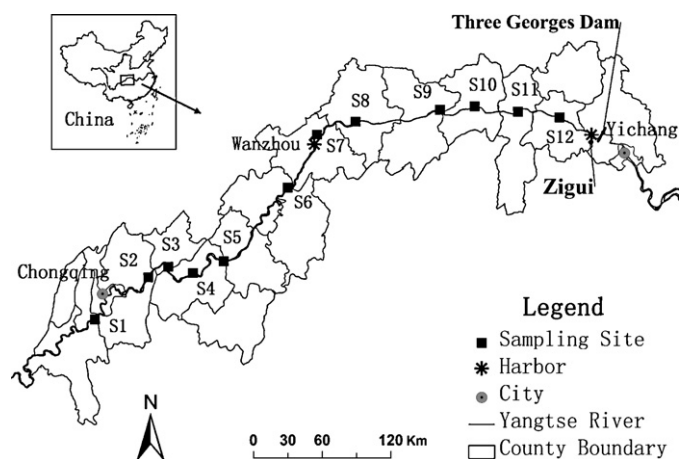 Three Georges Dam
China
S8
S9
S10
S11
S12
Yichang
Wanzhou
S7
Zigui
S6
S5
S3
S2
S4
Chongqing
S1
Legend
Sampling Site
Harbor
City
Yangtse River
County Boundary
N
0 30 60 120 Km